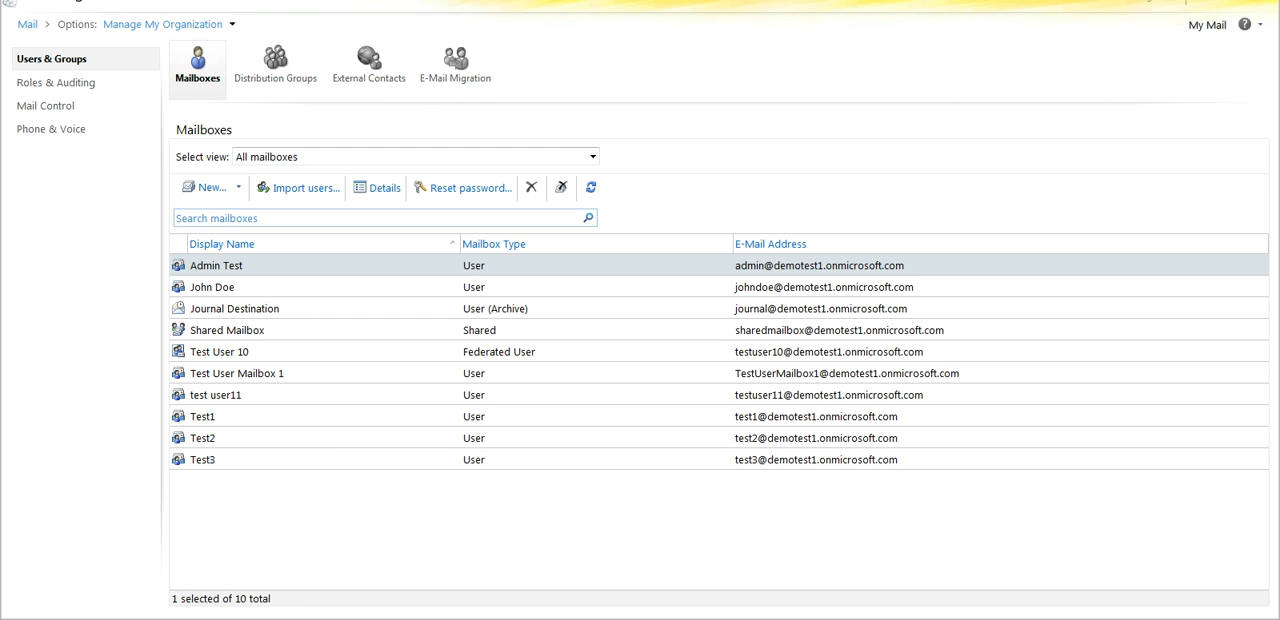 Mail > Options: Manage My Organization
My Mail
Users & Groups
Roles & Auditing
Mail Control
Phone & Voice
Mailboxes
Distribution Groups
External Contacts
E-Mail Migration
Mailboxes
Select view: All mailboxes
New... Import users... Details Reset password...
Search mailboxes
Display Name Mailbox Type E-Mail Address
Admin Test User admin@demotest1.onmicrosoft.com
John Doe User johndoe@demotest1.onmicrosoft.com
Journal Destination User (Archive) journal@demotest1.onmicrosoft.com
Shared Mailbox Shared sharedmailbox@demotest1.onmicrosoft.com
Test User 10 Federated User testuser10@demotest1.onmicrosoft.com
Test User Mailbox 1 User TestUserMailbox1@demotest1.onmicrosoft.com
test user11 User testuser11@demotest1.onmicrosoft.com
Test1 User test1@demotest1.onmicrosoft.com
Test2 User test2@demotest1.onmicrosoft.com
Test3 User test3@demotest1.onmicrosoft.com
1 selected of 10 total